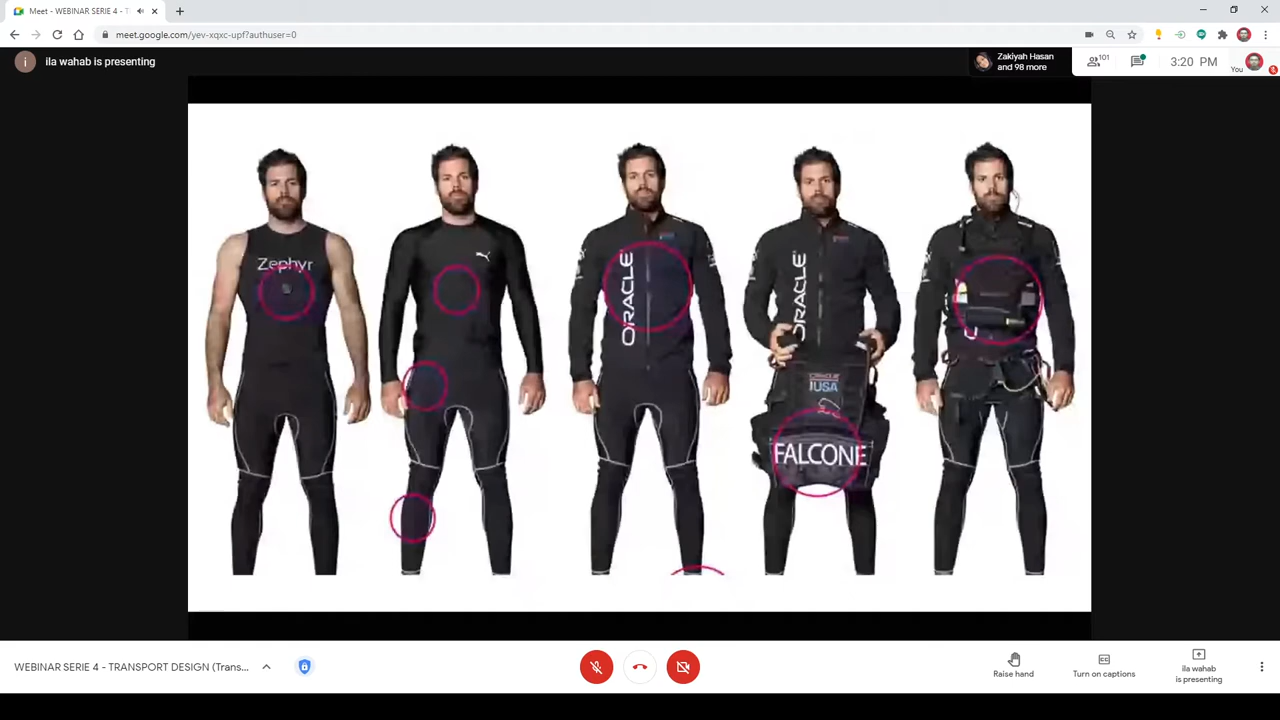 Meet - WEBINAR SERIE 4 - T
meet.google.com/yev-xqxc-upf?authuser=0
i
ila wahab is presenting
Zakiyah Hasan
and 98 more
101
3:20 PM
You
Zephyr
ORACLE
ORACLE
ORACLE
USA
FALCONE
WEBINAR SERIE 4 - TRANSPORT DESIGN (Trans...
Raise hand
Turn on captions
ila wahab
is presenting